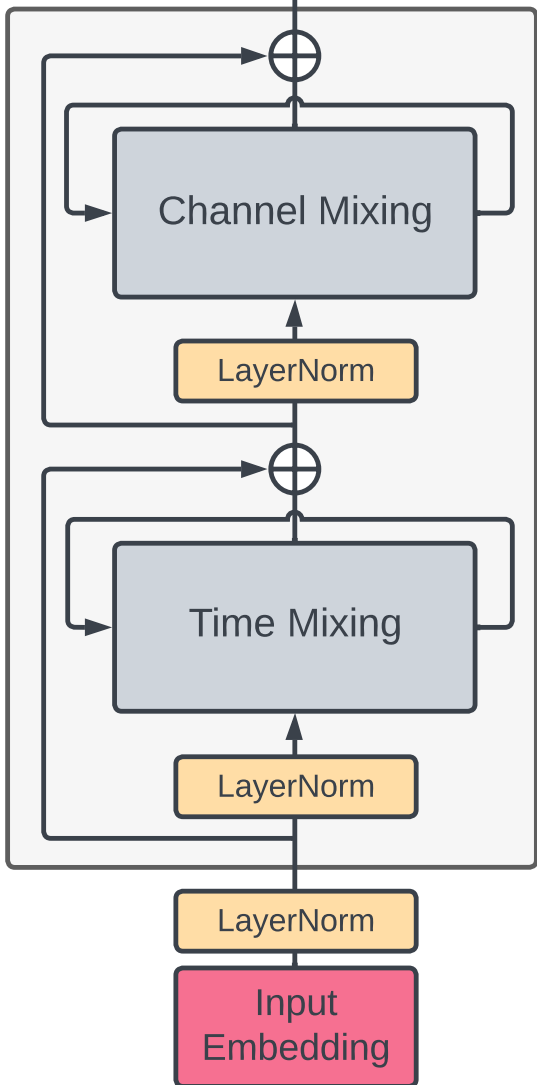 Channel Mixing
LayerNorm
Time Mixing
LayerNorm
LayerNorm
Input
Embedding